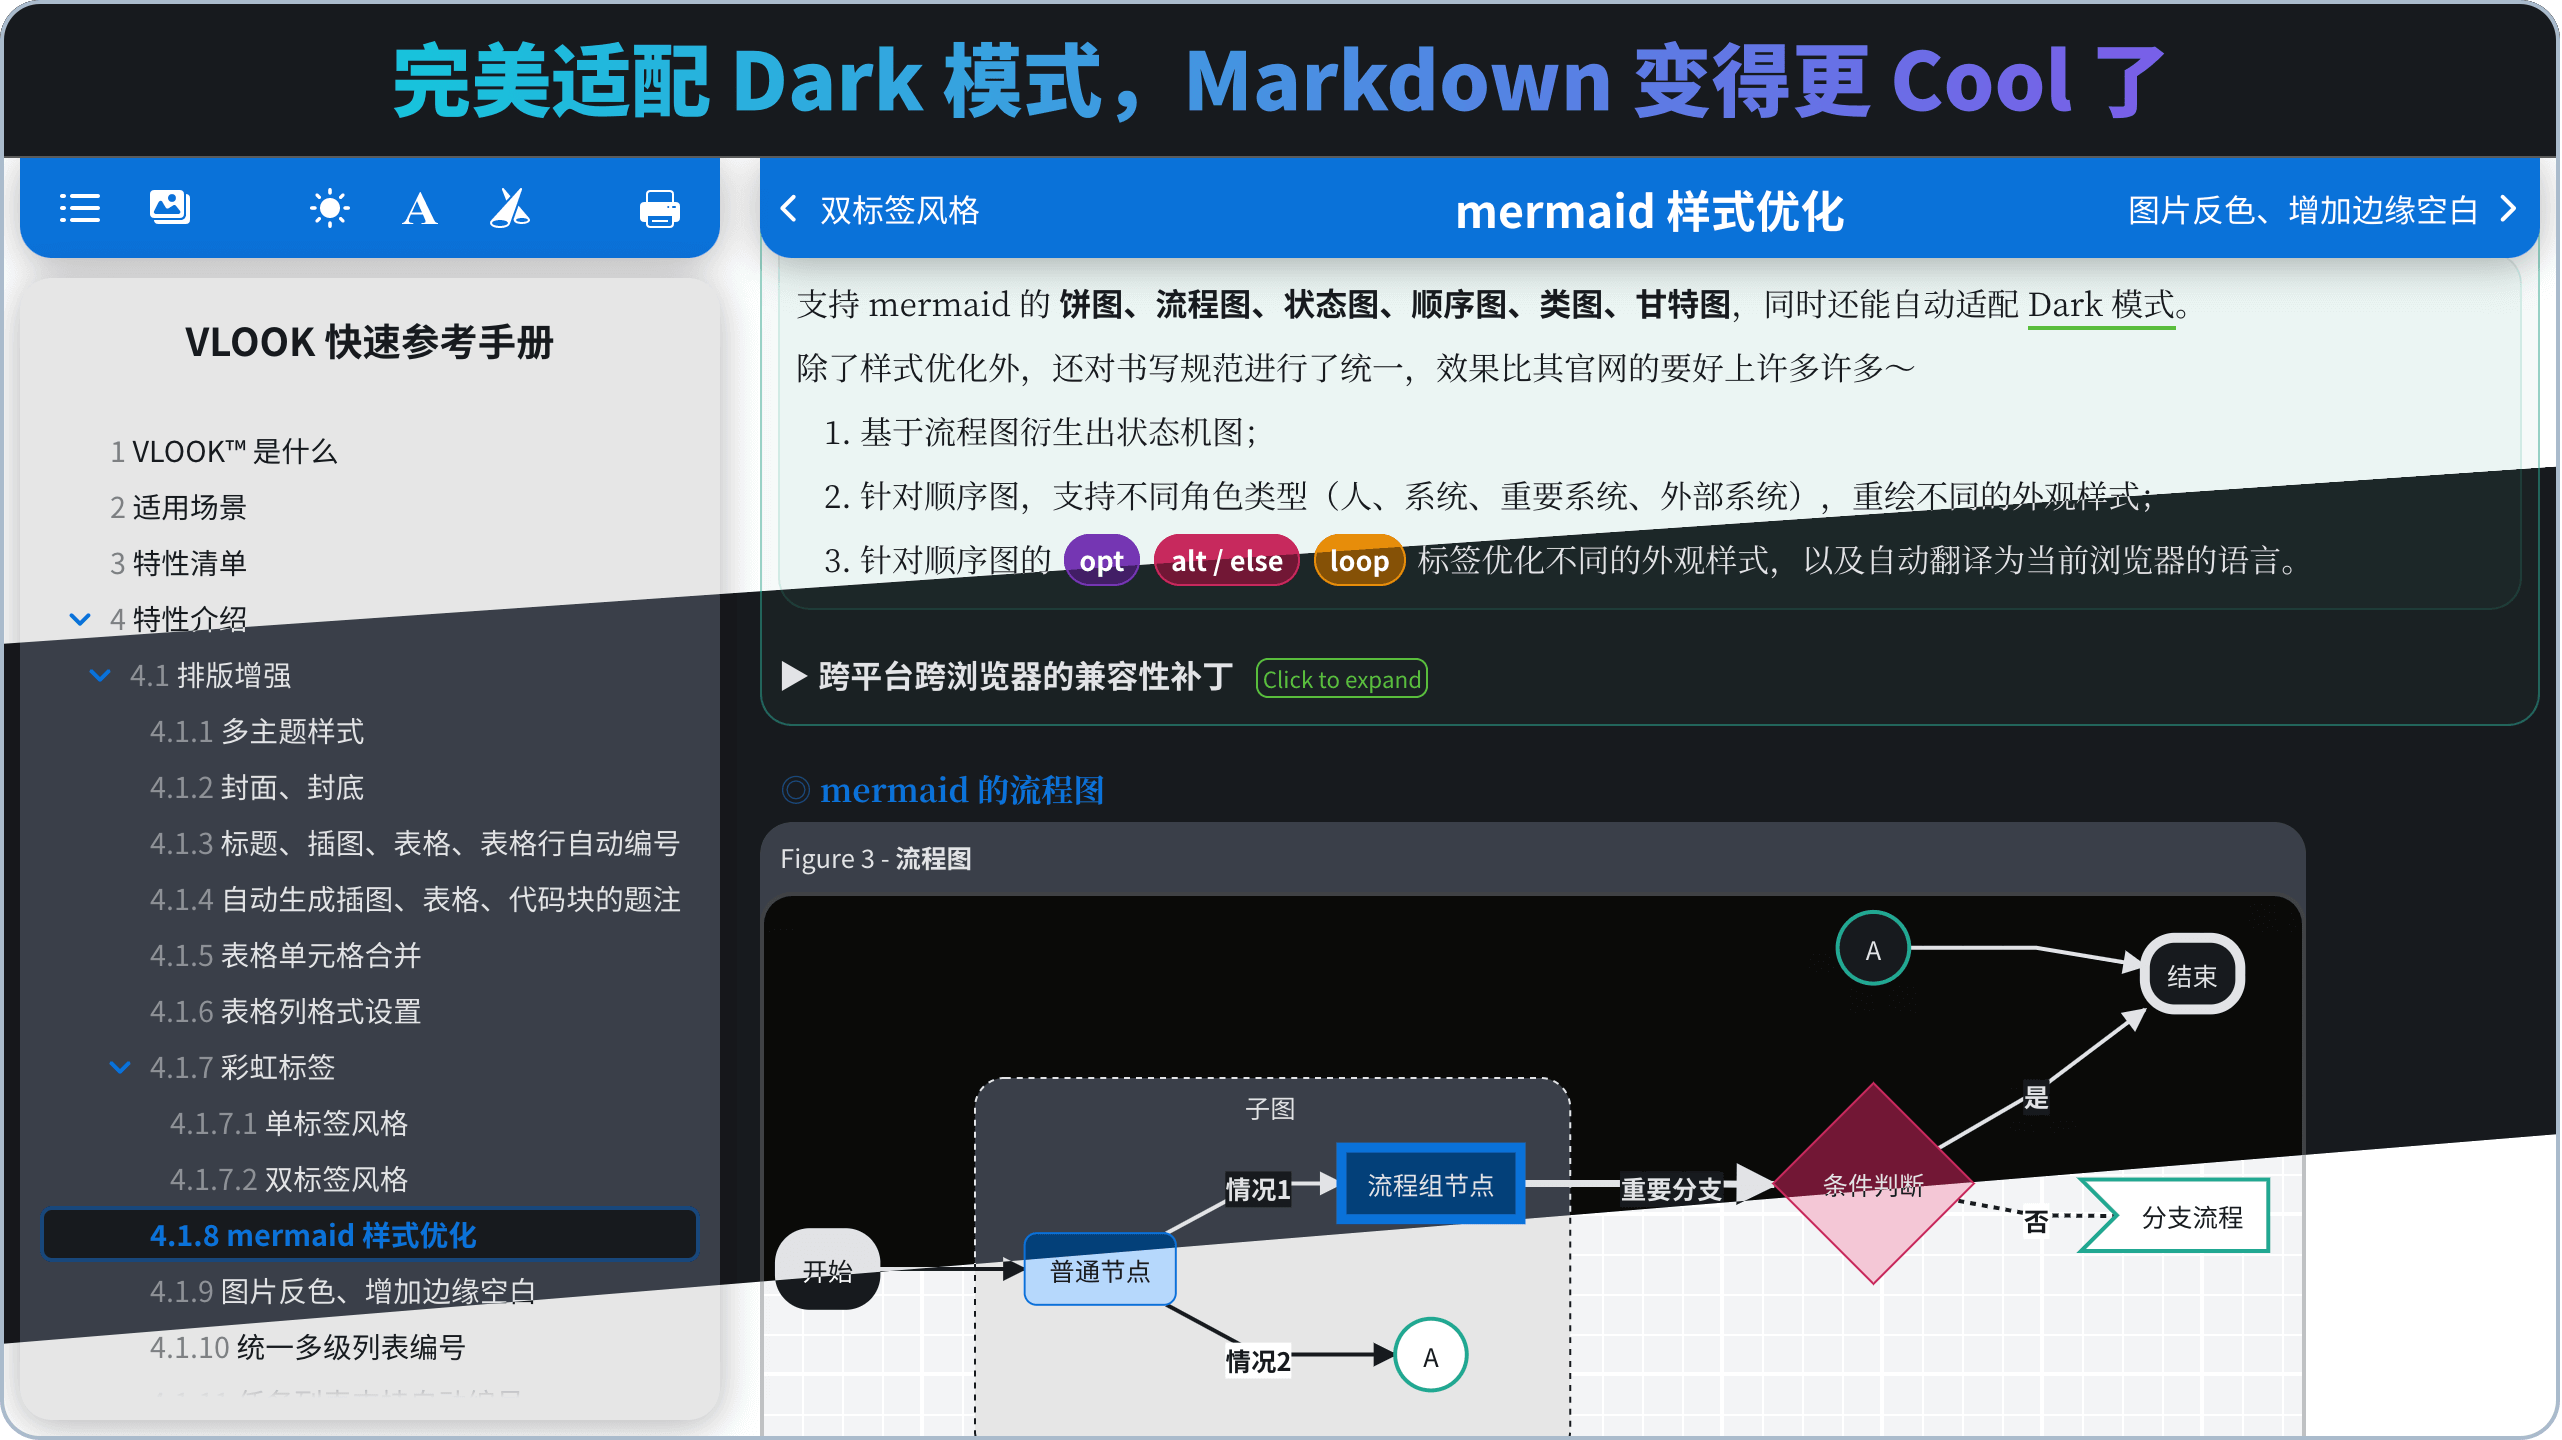 完美适配 Dark 模式，Markdown 变得更 Cool 了
双标签风格
mermaid 样式优化
图片反色、增加边缘空白
VLOOK 快速参考手册
1 VLOOK™ 是什么
2 适用场景
3 特性清单
4 特性介绍
4.1 排版增强
4.1.1 多主题样式
4.1.2 封面、封底
4.1.3 标题、插图、表格、表格行自动编号
4.1.4 自动生成插图、表格、代码块的题注
4.1.5 表格单元格合并
4.1.6 表格列格式设置
4.1.7 彩虹标签
4.1.7.1 单标签风格
4.1.7.2 双标签风格
4.1.8 mermaid 样式优化
4.1.9 图片反色、增加边缘空白
4.1.10 统一多级列表编号
支持 mermaid 的 饼图、流程图、状态图、顺序图、类图、甘特图，同时还能自动适配 Dark 模式。
除了样式优化外，还对书写规范进行了统一，效果比其官网的要好上许多许多～
1. 基于流程图衍生出状态机图；
2. 针对顺序图，支持不同角色类型（人、系统、重要系统、外部系统），重绘不同的外观样式；
3. 针对顺序图的 opt alt / else loop 标签优化不同的外观样式，以及自动翻译为当前浏览器的语言。
▶ 跨平台跨浏览器的兼容性补丁 Click to expand
◎ mermaid 的流程图
Figure 3 - 流程图
A
结束
是
子图
情况1
流程组节点
重要分支
条件判断
否
分支流程
开始
普通节点
情况2
A